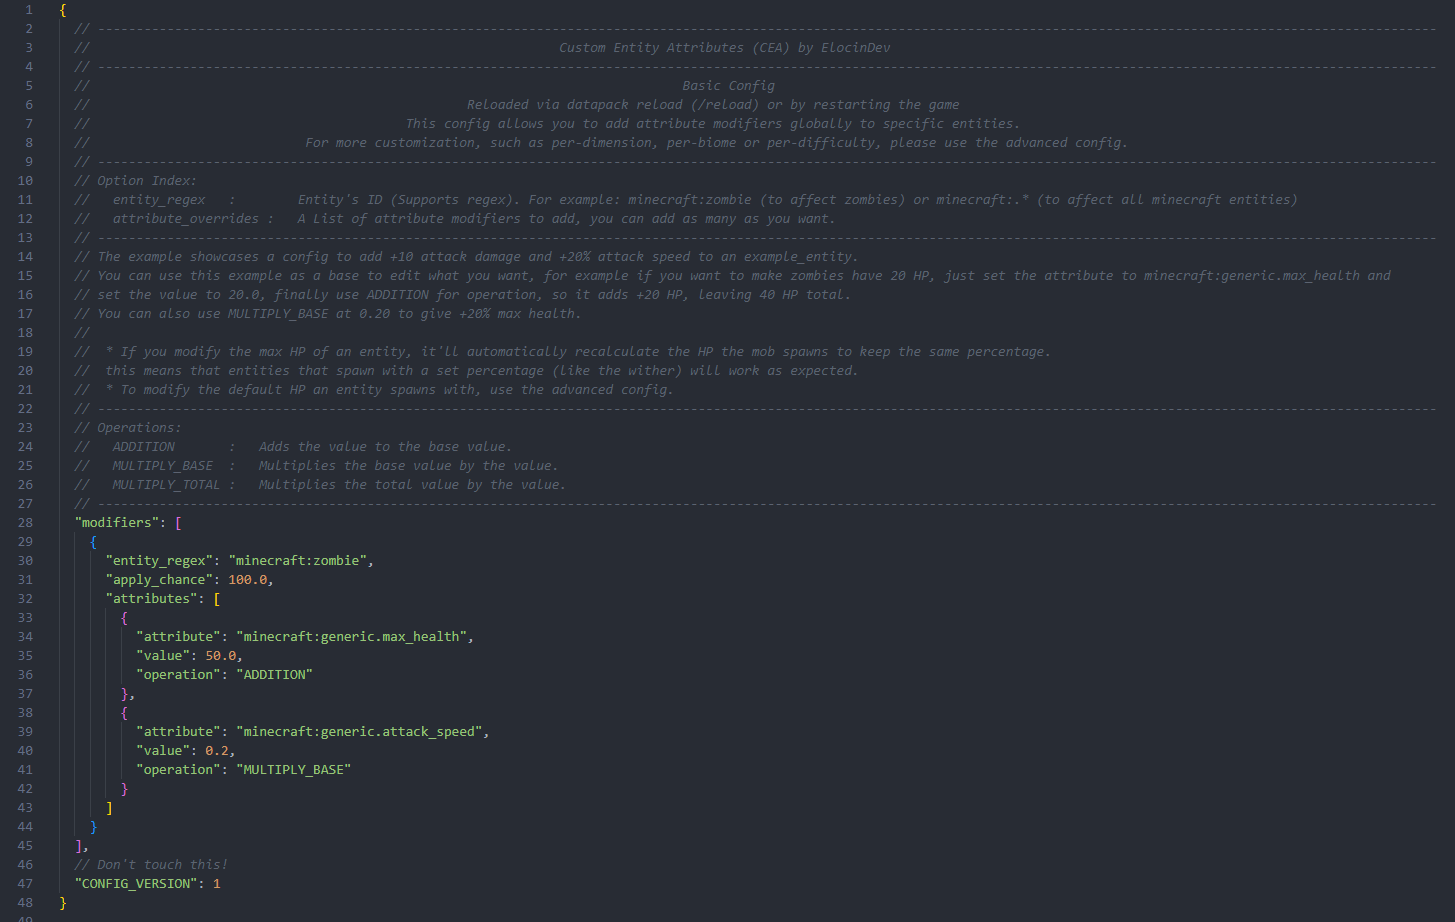 1 {
2 // ------------------------------------------------------------------------------------------------------------------------------------------------------------------------------
3 // Custom Entity Attributes (CEA) by ElocinDev
4 // ------------------------------------------------------------------------------------------------------------------------------------------------------------------------------
5 // Basic Config
6 // Reloaded via datapack reload (/reload) or by restarting the game
7 // This config allows you to add attribute modifiers globally to specific entities.
8 // For more customization, such as per-dimension, per-biome or per-difficulty, please use the advanced config.
9 // ------------------------------------------------------------------------------------------------------------------------------------------------------------------------------
10 // Option Index:
11 //   entity_regex   :        Entity's ID (Supports regex). For example: minecraft:zombie (to affect zombies) or minecraft:.* (to affect all minecraft entities)
12 //   attribute_overrides :   A List of attribute modifiers to add, you can add as many as you want.
13 // ------------------------------------------------------------------------------------------------------------------------------------------------------------------------------
14 // The example showcases a config to add +10 attack damage and +20% attack speed to an example_entity.
15 // You can use this example as a base to edit what you want, for example if you want to make zombies have 20 HP, just set the attribute to minecraft:generic.max_health and
16 // set the value to 20.0, finally use ADDITION for operation, so it adds +20 HP, leaving 40 HP total.
17 // You can also use MULTIPLY_BASE at 0.20 to give +20% max health.
18 //
19 //  * If you modify the max HP of an entity, it'll automatically recalculate the HP the mob spawns to keep the same percentage.
20 //  this means that entities that spawn with a set percentage (like the wither) will work as expected.
21 //  * To modify the default HP an entity spawns with, use the advanced config.
22 // ------------------------------------------------------------------------------------------------------------------------------------------------------------------------------
23 // Operations:
24 //   ADDITION       :   Adds the value to the base value.
25 //   MULTIPLY_BASE  :   Multiplies the base value by the value.
26 //   MULTIPLY_TOTAL :   Multiplies the total value by the value.
27 // ------------------------------------------------------------------------------------------------------------------------------------------------------------------------------
28 "modifiers": [
29 {
30 "entity_regex": "minecraft:zombie",
31 "apply_chance": 100.0,
32 "attributes": [
33 {
34 "attribute": "minecraft:generic.max_health",
35 "value": 50.0,
36 "operation": "ADDITION"
37 },
38 {
39 "attribute": "minecraft:generic.attack_speed",
40 "value": 0.2,
41 "operation": "MULTIPLY_BASE"
42 }
43 ]
44 }
45 ],
46 // Don't touch this!
47 "CONFIG_VERSION": 1
48 }
49